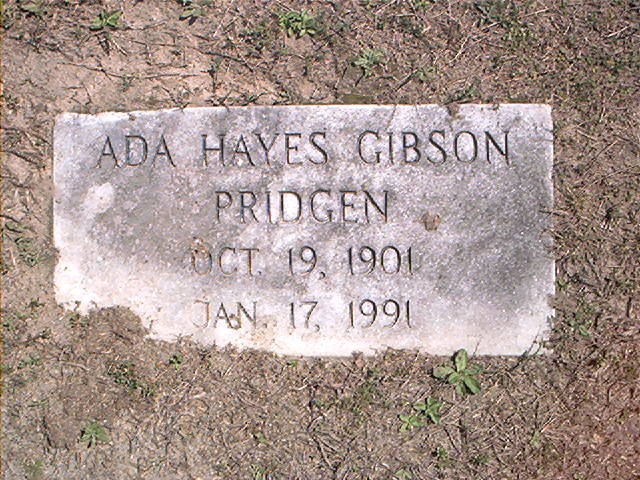 ADA HAYES GIBSON
PRIDGEN
OCT. 19, 1901
JAN. 17, 1991